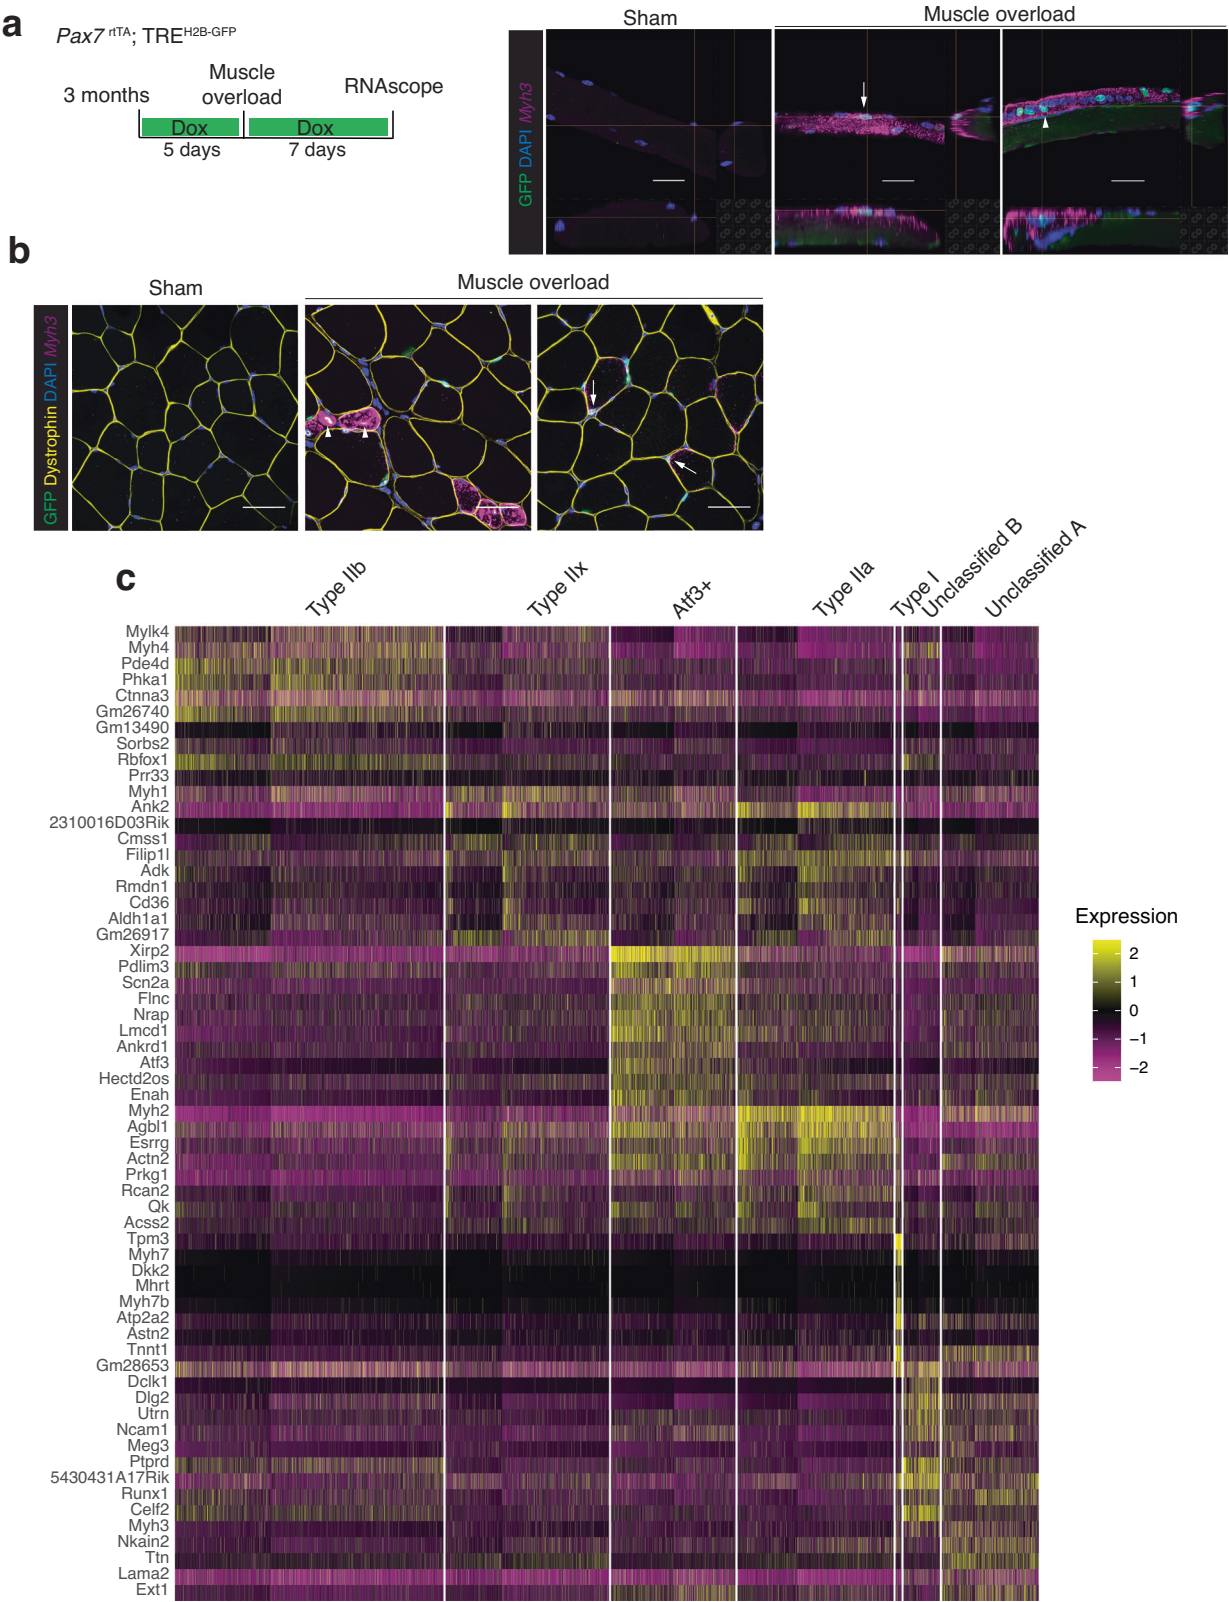 a
Pax7 rtTA; TREH2B-GFP
3 months
Muscle overload
RNAscope
Dox
Dox
5 days
7 days
Sham
Muscle overload
GFP DAPI Myh3
b
Sham
Muscle overload
GFP Dystrophin DAPI Myh3
c
Type IIb
Type IIx
Atf3+
Type IIa
Type I
Unclassified B
Unclassified A
Mylk4
Myh4
Pde4d
Phka1
Ctnna3
Gm26740
Gm13490
Sorbs2
Rbfox1
Prr33
Myh1
Ank2
2310016D03Rik
Cmss1
Filip1l
Adk
Rmdn1
Cd36
Aldh1a1
Gm26917
Xirp2
Pdlim3
Scn2a
Flnc
Nrap
Lmcd1
Ankrd1
Atf3
Hectd2os
Enah
Myh2
Agbl1
Esrrg
Actn2
Prkg1
Rcan2
Qk
Acss2
Tpm3
Myh7
Dkk2
Mhrt
Myh7b
Atp2a2
Astn2
Tnnt1
Gm28653
Dclk1
Dlg2
Utrn
Ncam1
Meg3
Ptprd
5430431A17Rik
Runx1
Celf2
Myh3
Nkain2
Ttn
Lama2
Ext1
Expression
2
1
0
−1
−2